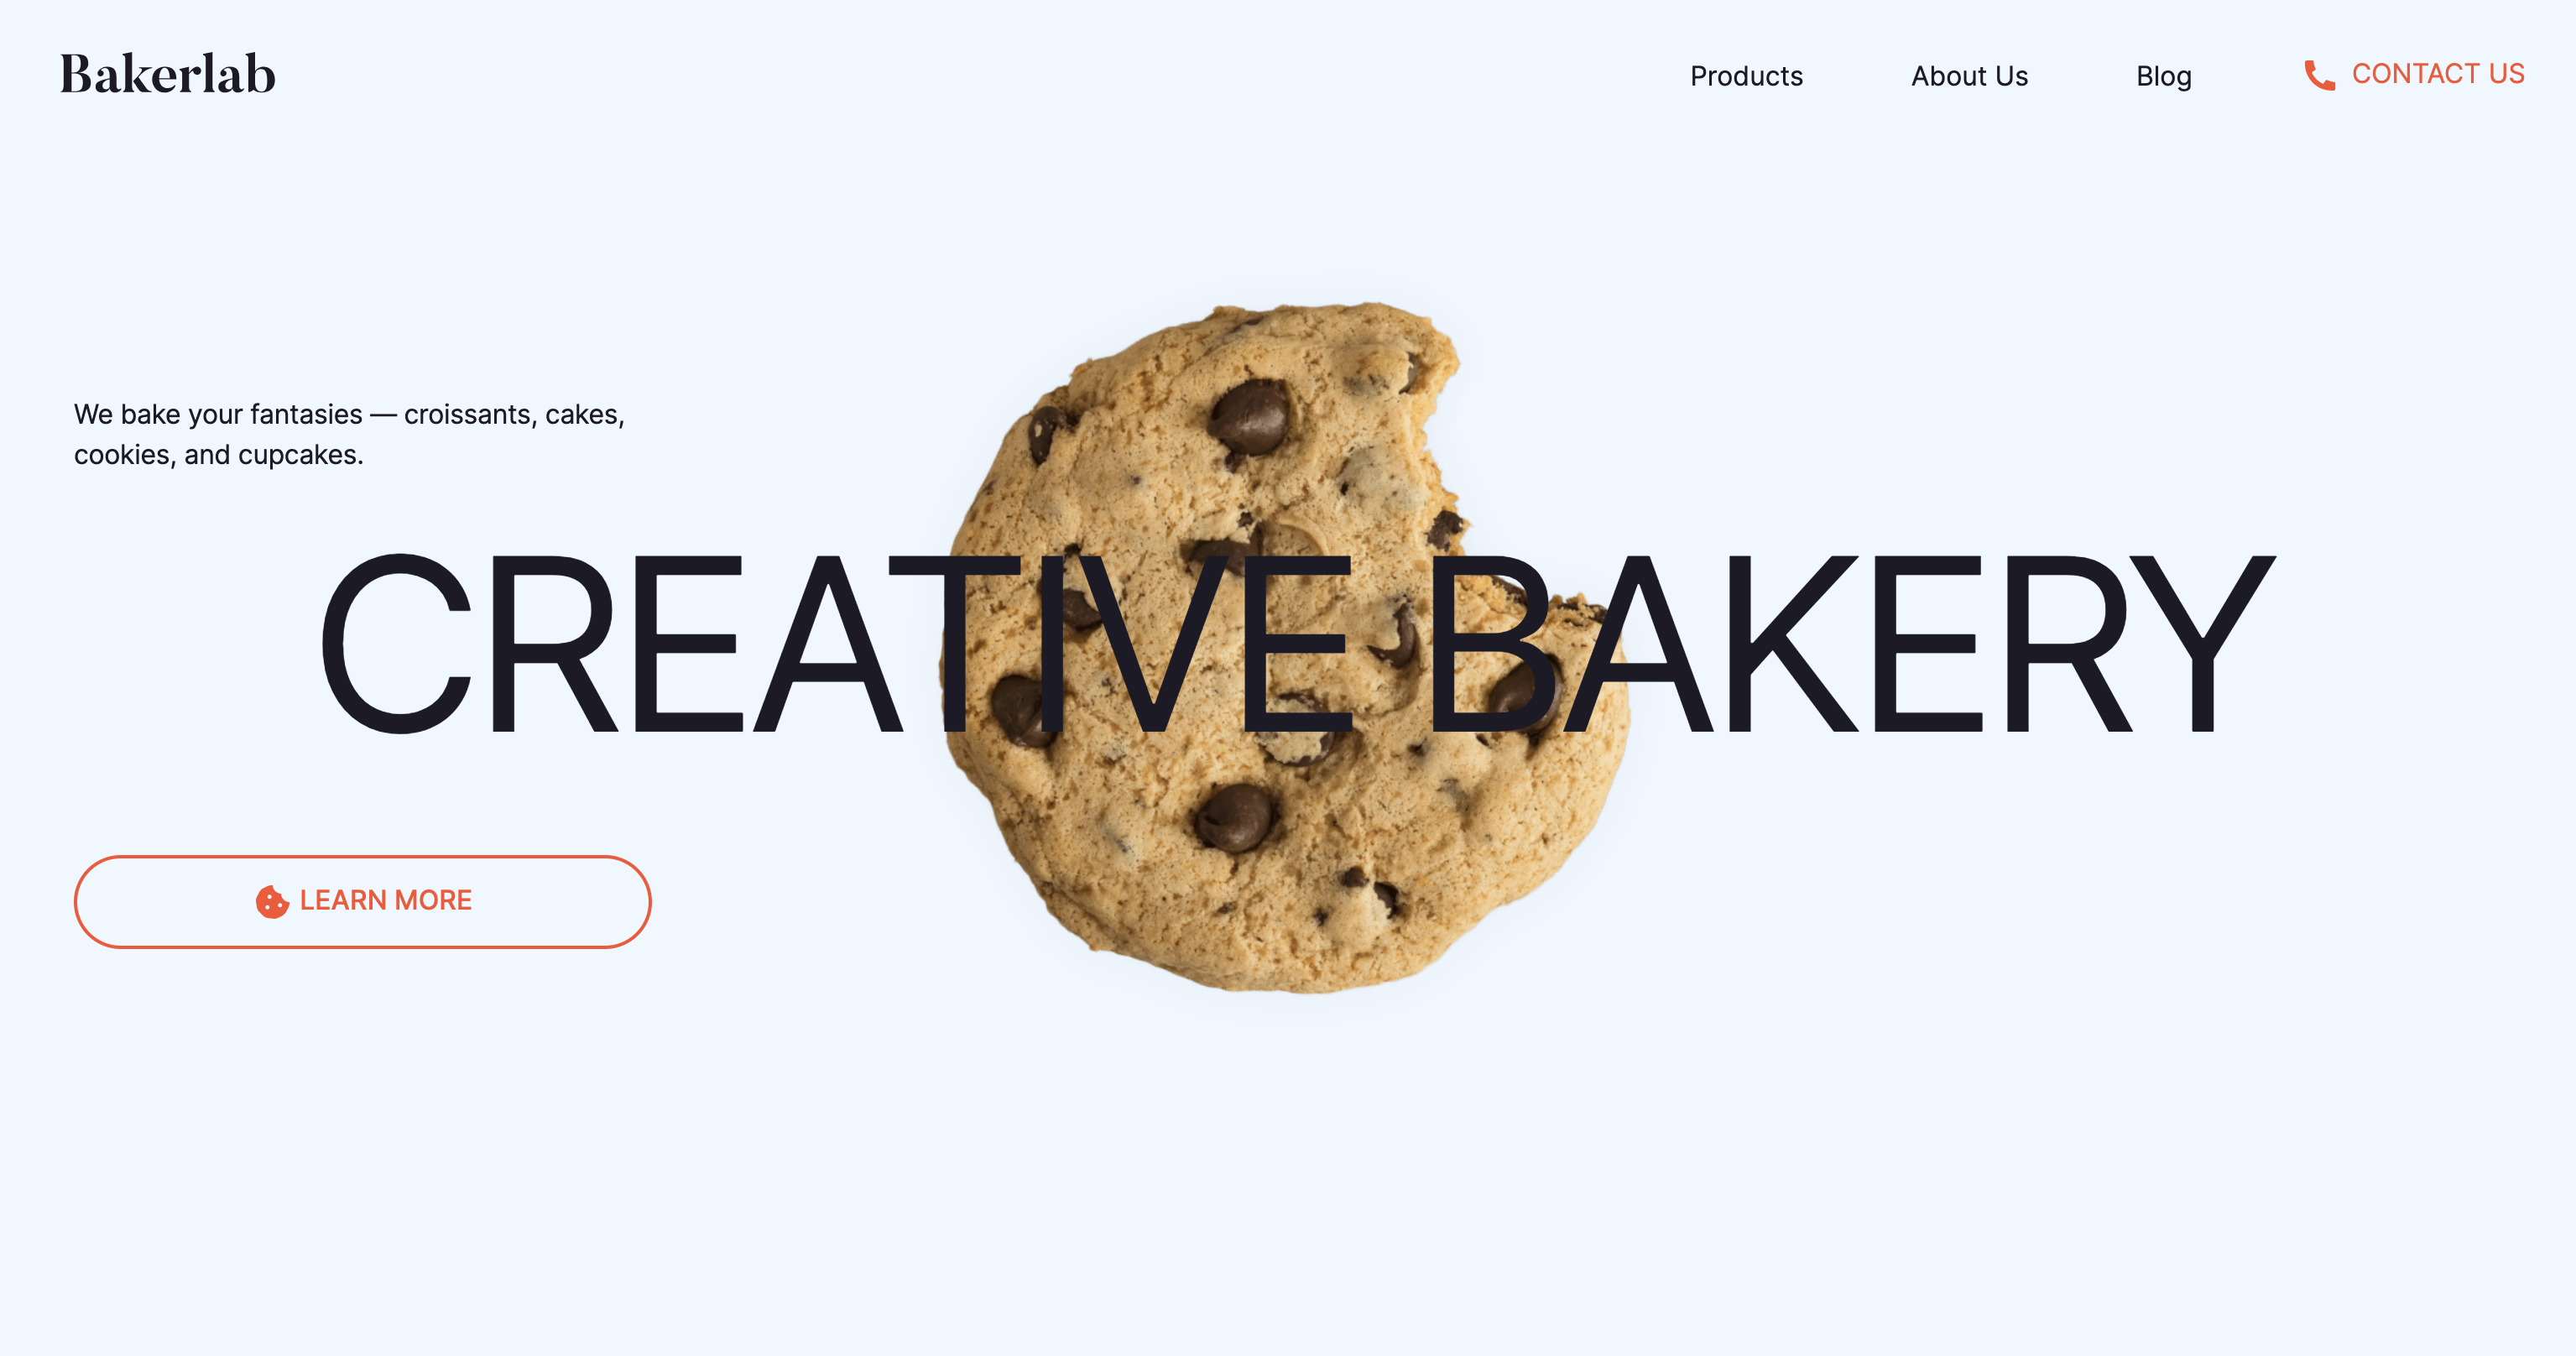 Bakerlab
Products
About Us
Blog
CONTACT US
We bake your fantasies — croissants, cakes,
cookies, and cupcakes.
CREATIVE BAKERY
LEARN MORE